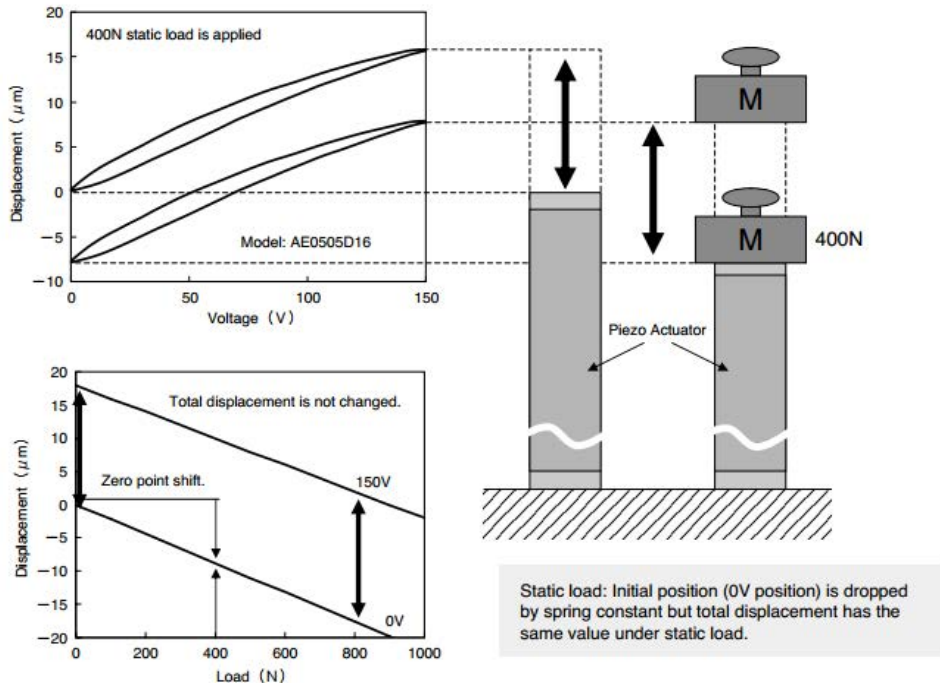 20
15
10
5
0
−5
−10
Displacement (μm)
400N static load is applied
Model: AE0505D16
0
50
100
150
Voltage (V)
M
M
400N
Piezo Actuator
20
15
10
5
0
−5
−10
−15
−20
Displacement (μm)
Total displacement is not changed.
Zero point shift.
150V
0V
0
200
400
600
800
1000
Load (N)
Static load: Initial position (0V position) is dropped
by spring constant but total displacement has the
same value under static load.